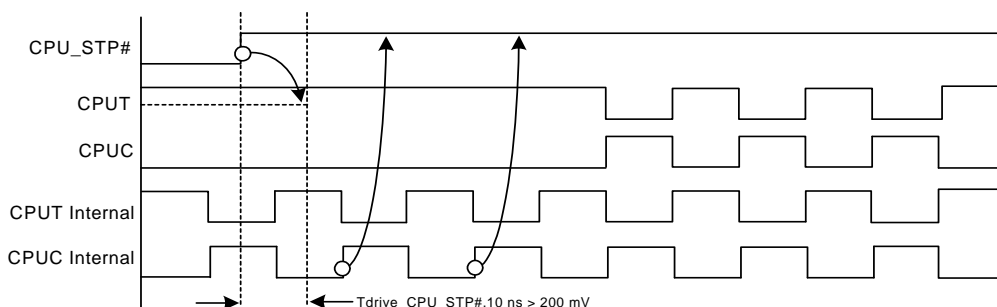 CPU_STP#
CPUT
CPUC
CPUT Internal
CPUC Internal
Tdrive_CPU_STP#,10 ns > 200 mV